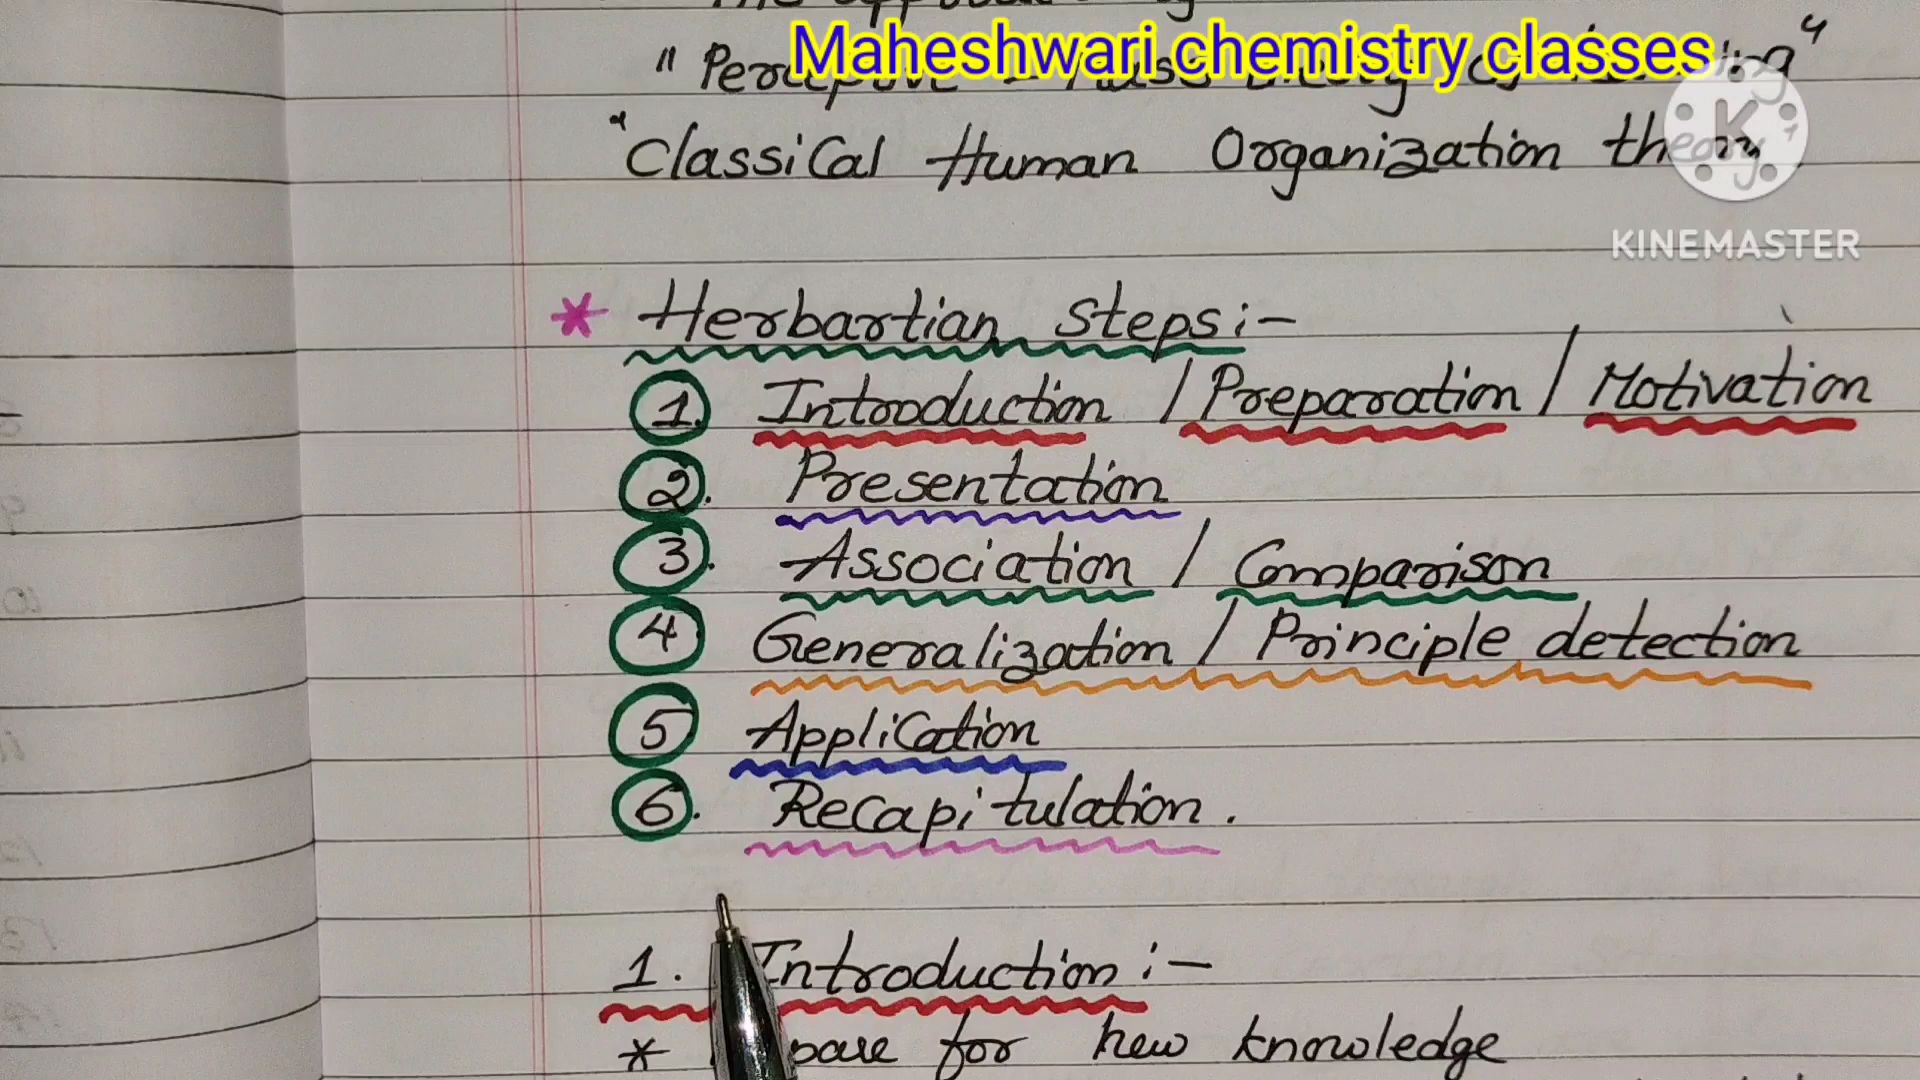 Maheshwari chemistry classes
"Classical Human Organization theory"
KINEMASTER
* Herbartian steps:-
1. Introduction / Preparation / Motivation
2. Presentation
3. Association / Comparison
4 Generalization / Principle detection
5 Application
6. Recapitulation.
1. Introduction :-
* for new knowledge